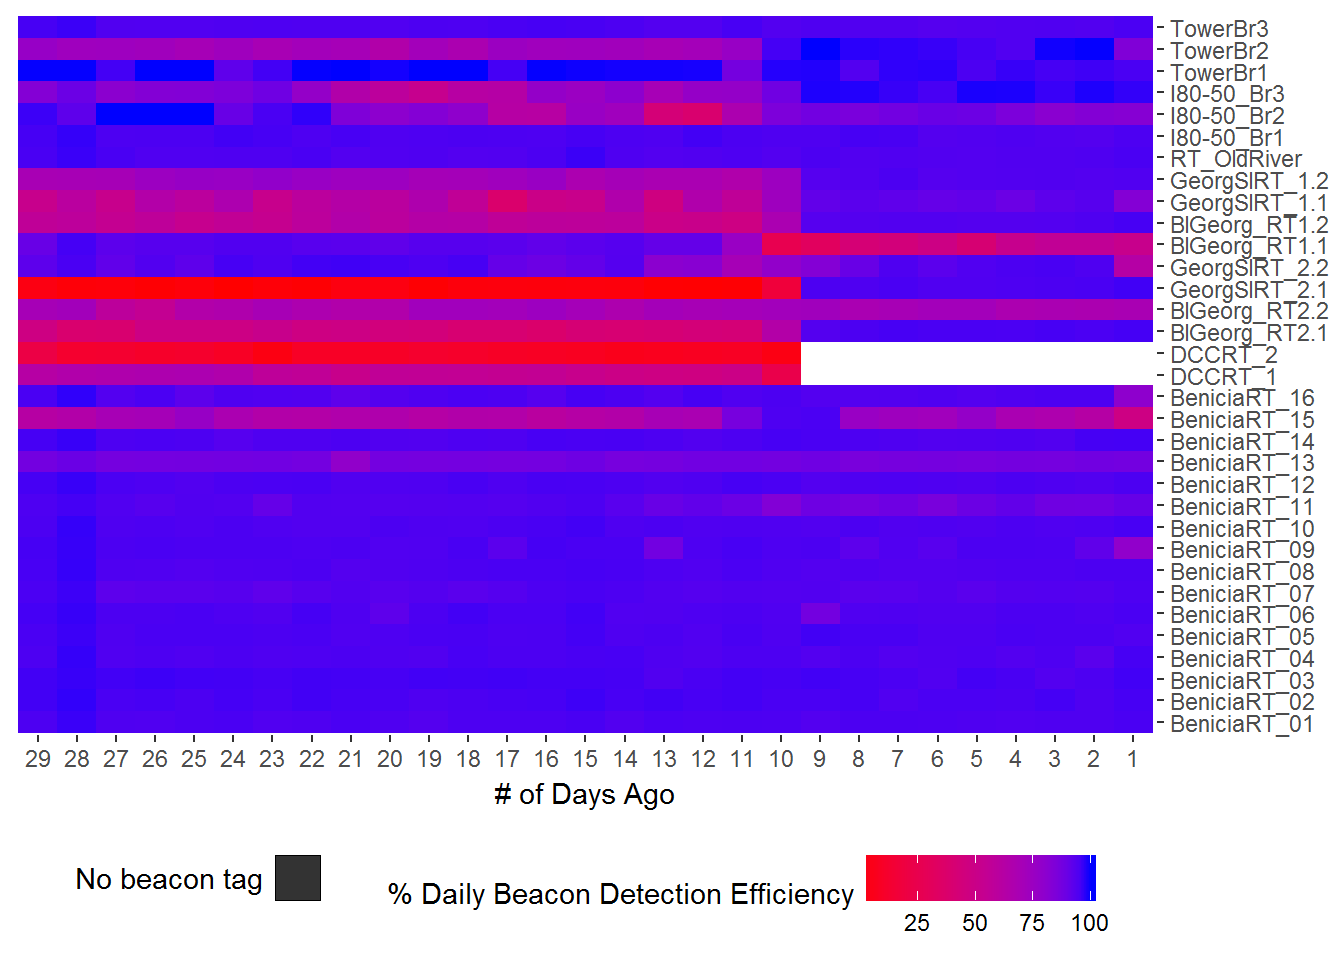 TowerBr3
TowerBr2
TowerBr1
I80-50_Br3
I80-50_Br2
I80-50_Br1
RT_OldRiver
GeorgSlRT_1.2
GeorgSlRT_1.1
BlGeorg_RT1.2
BlGeorg_RT1.1
GeorgSlRT_2.2
GeorgSlRT_2.1
BlGeorg_RT2.2
BlGeorg_RT2.1
DCCRT_2
DCCRT_1
BeniciaRT_16
BeniciaRT_15
BeniciaRT_14
BeniciaRT_13
BeniciaRT_12
BeniciaRT_11
BeniciaRT_10
BeniciaRT_09
BeniciaRT_08
BeniciaRT_07
BeniciaRT_06
BeniciaRT_05
BeniciaRT_04
BeniciaRT_03
BeniciaRT_02
BeniciaRT_01
29 28 27 26 25 24 23 22 21 20 19 18 17 16 15 14 13 12 11 10 9 8 7 6 5 4 3 2 1
# of Days Ago
No beacon tag
% Daily Beacon Detection Efficiency
25 50 75 100